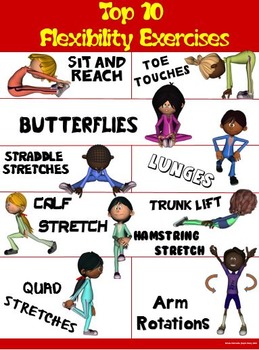 Top 10
Flexibility Exercises
SIT AND
REACH
TOE
TOUCHES
BUTTERFLIES
STRADDLE
STRETCHES
LUNGES
CALF
STRETCH
TRUNK LIFT
HAMSTRING
STRETCH
QUAD
STRETCHES
Arm
Rotations